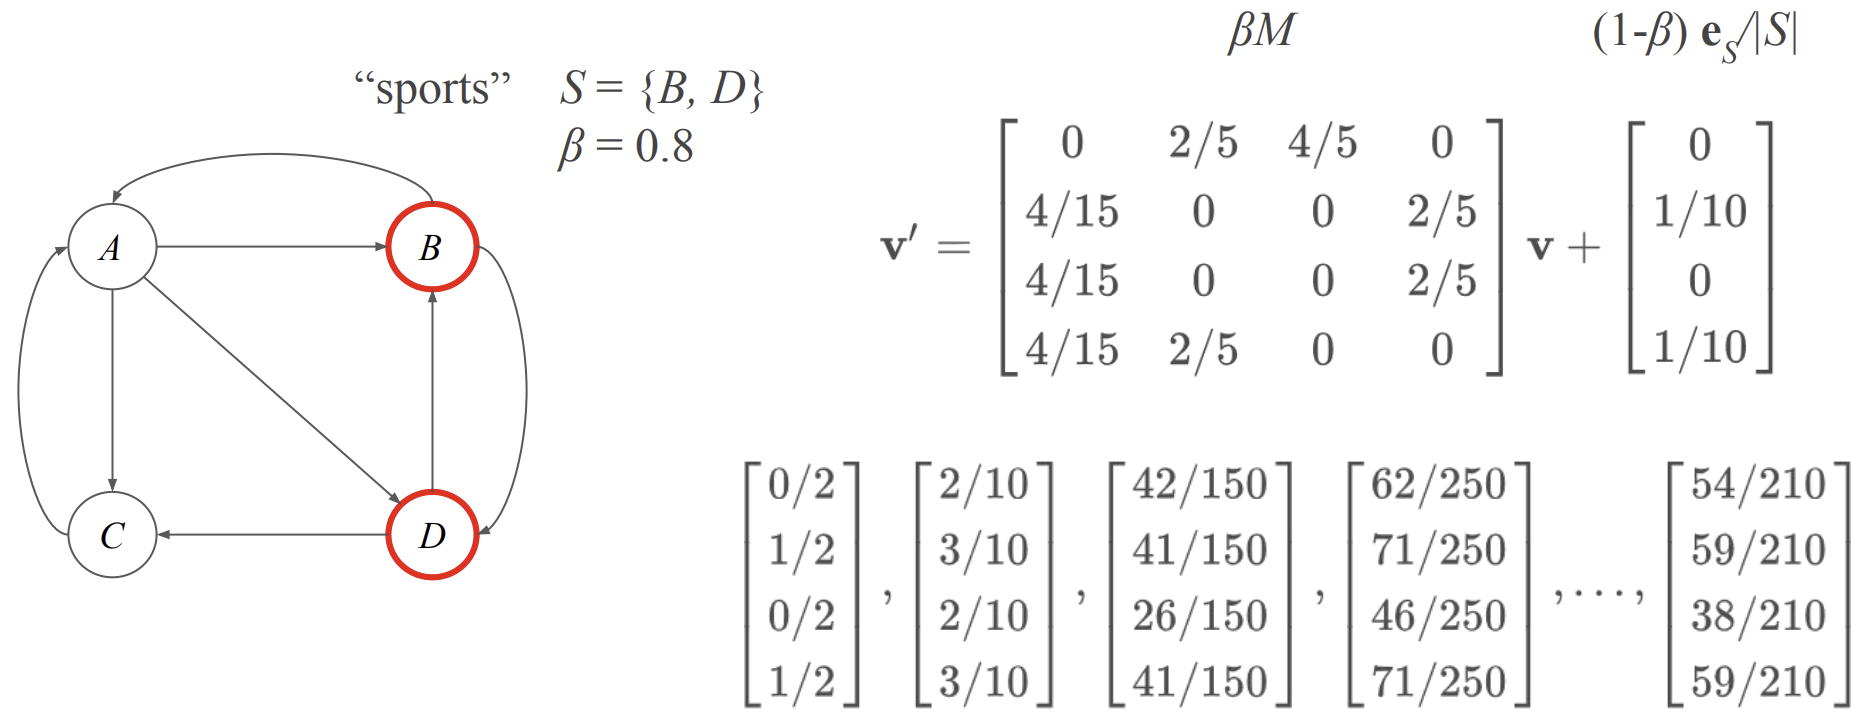 “sports” S = {B, D}
β = 0.8
A
B
C
D
βM (1-β) e_S/|S|
v′ = [ 0 2/5 4/5 0 ] v + [ 0 ]
4/15 0 0 2/5 1/10
4/15 0 0 2/5 0
4/15 2/5 0 0 1/10
0/2 2/10 42/150 62/250 54/210
1/2 3/10 41/150 71/250 59/210
, , , ,....,
0/2 2/10 26/150 46/250 38/210
1/2 3/10 41/150 71/250 59/210